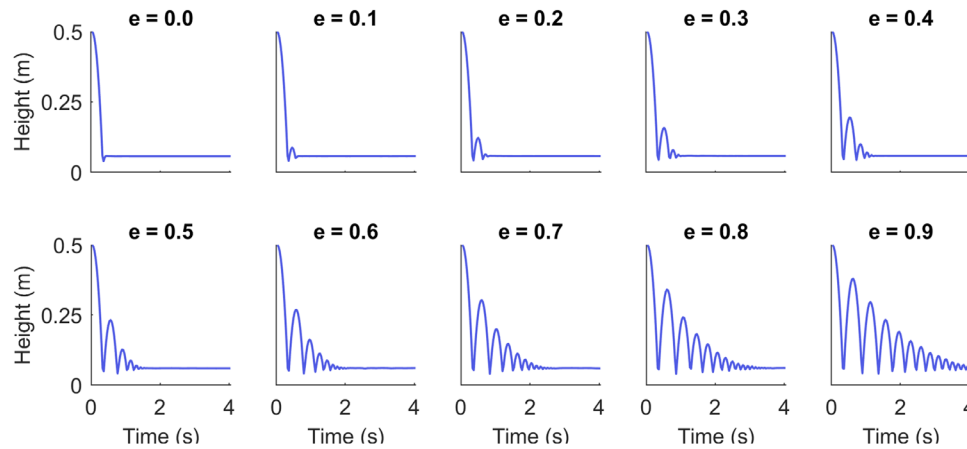 e = 0.0 e = 0.1 e = 0.2 e = 0.3 e = 0.4
Height (m)
0.5
0.25
0
e = 0.5 e = 0.6 e = 0.7 e = 0.8 e = 0.9
Height (m)
0.5
0.25
0
0 2 4 0 2 4 0 2 4 0 2 4 0 2 4
Time (s) Time (s) Time (s) Time (s) Time (s)